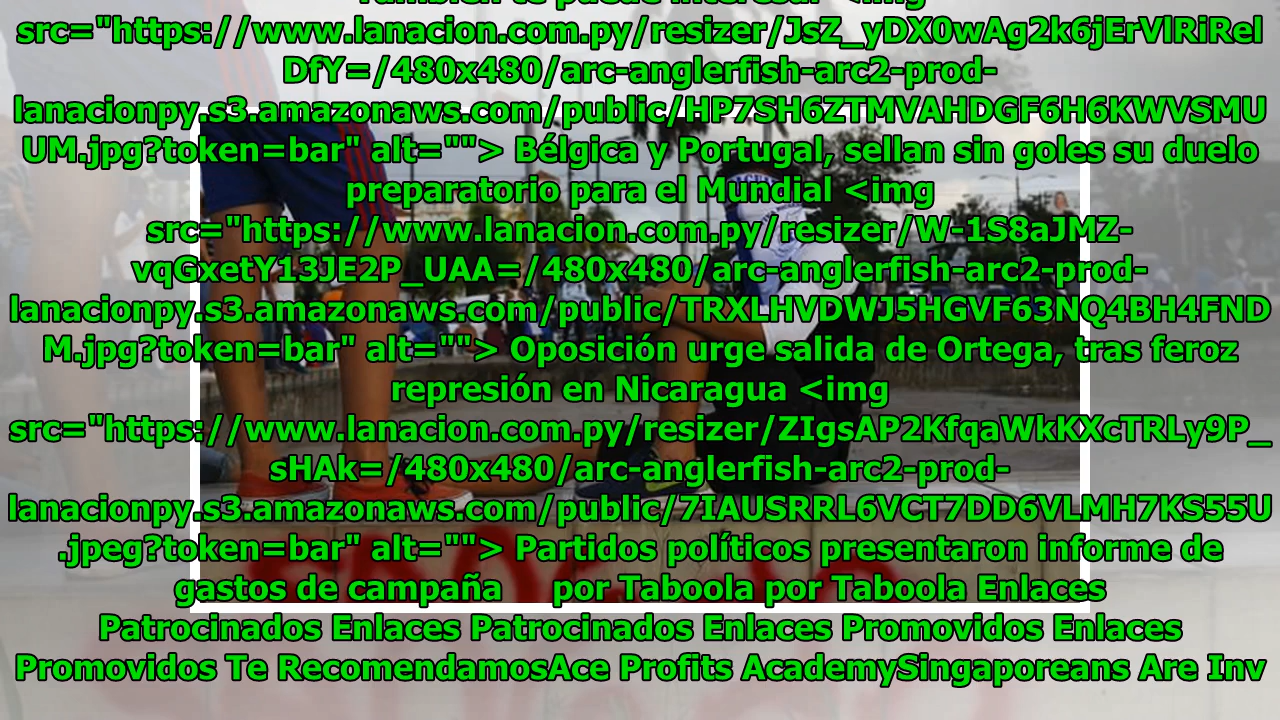 También te puede interesar <img
src="https://www.lanacion.com.py/resizer/JsZ_yDX0wAg2k6jErVlRiRel
DfY=/480x480/arc-anglerfish-arc2-prod-
lanacionpy.s3.amazonaws.com/public/HP7SH6ZTMVAHDGF6H6KWVSMU
UM.jpg?token=bar" alt=""> Bélgica y Portugal, sellan sin goles su duelo
preparatorio para el Mundial <img
src="https://www.lanacion.com.py/resizer/W-1S8aJMZ-
vqGxetY13JE2P_UAA=/480x480/arc-anglerfish-arc2-prod-
lanacionpy.s3.amazonaws.com/public/TRXLHVDWJ5HGVF63NQ4BH4FND
M.jpg?token=bar" alt=""> Oposición urge salida de Ortega, tras feroz
represión en Nicaragua <img
src="https://www.lanacion.com.py/resizer/ZIgsAP2KfqaWkKXcTRLy9P_
sHAk=/480x480/arc-anglerfish-arc2-prod-
lanacionpy.s3.amazonaws.com/public/7IAUSRRL6VCT7DD6VLMH7KS55U
.jpeg?token=bar" alt=""> Partidos políticos presentaron informe de
gastos de campaña por Taboola por Taboola Enlaces
Patrocinados Enlaces Patrocinados Enlaces Promovidos Enlaces
Promovidos Te RecomendamosAce Profits AcademySingaporeans Are Inv